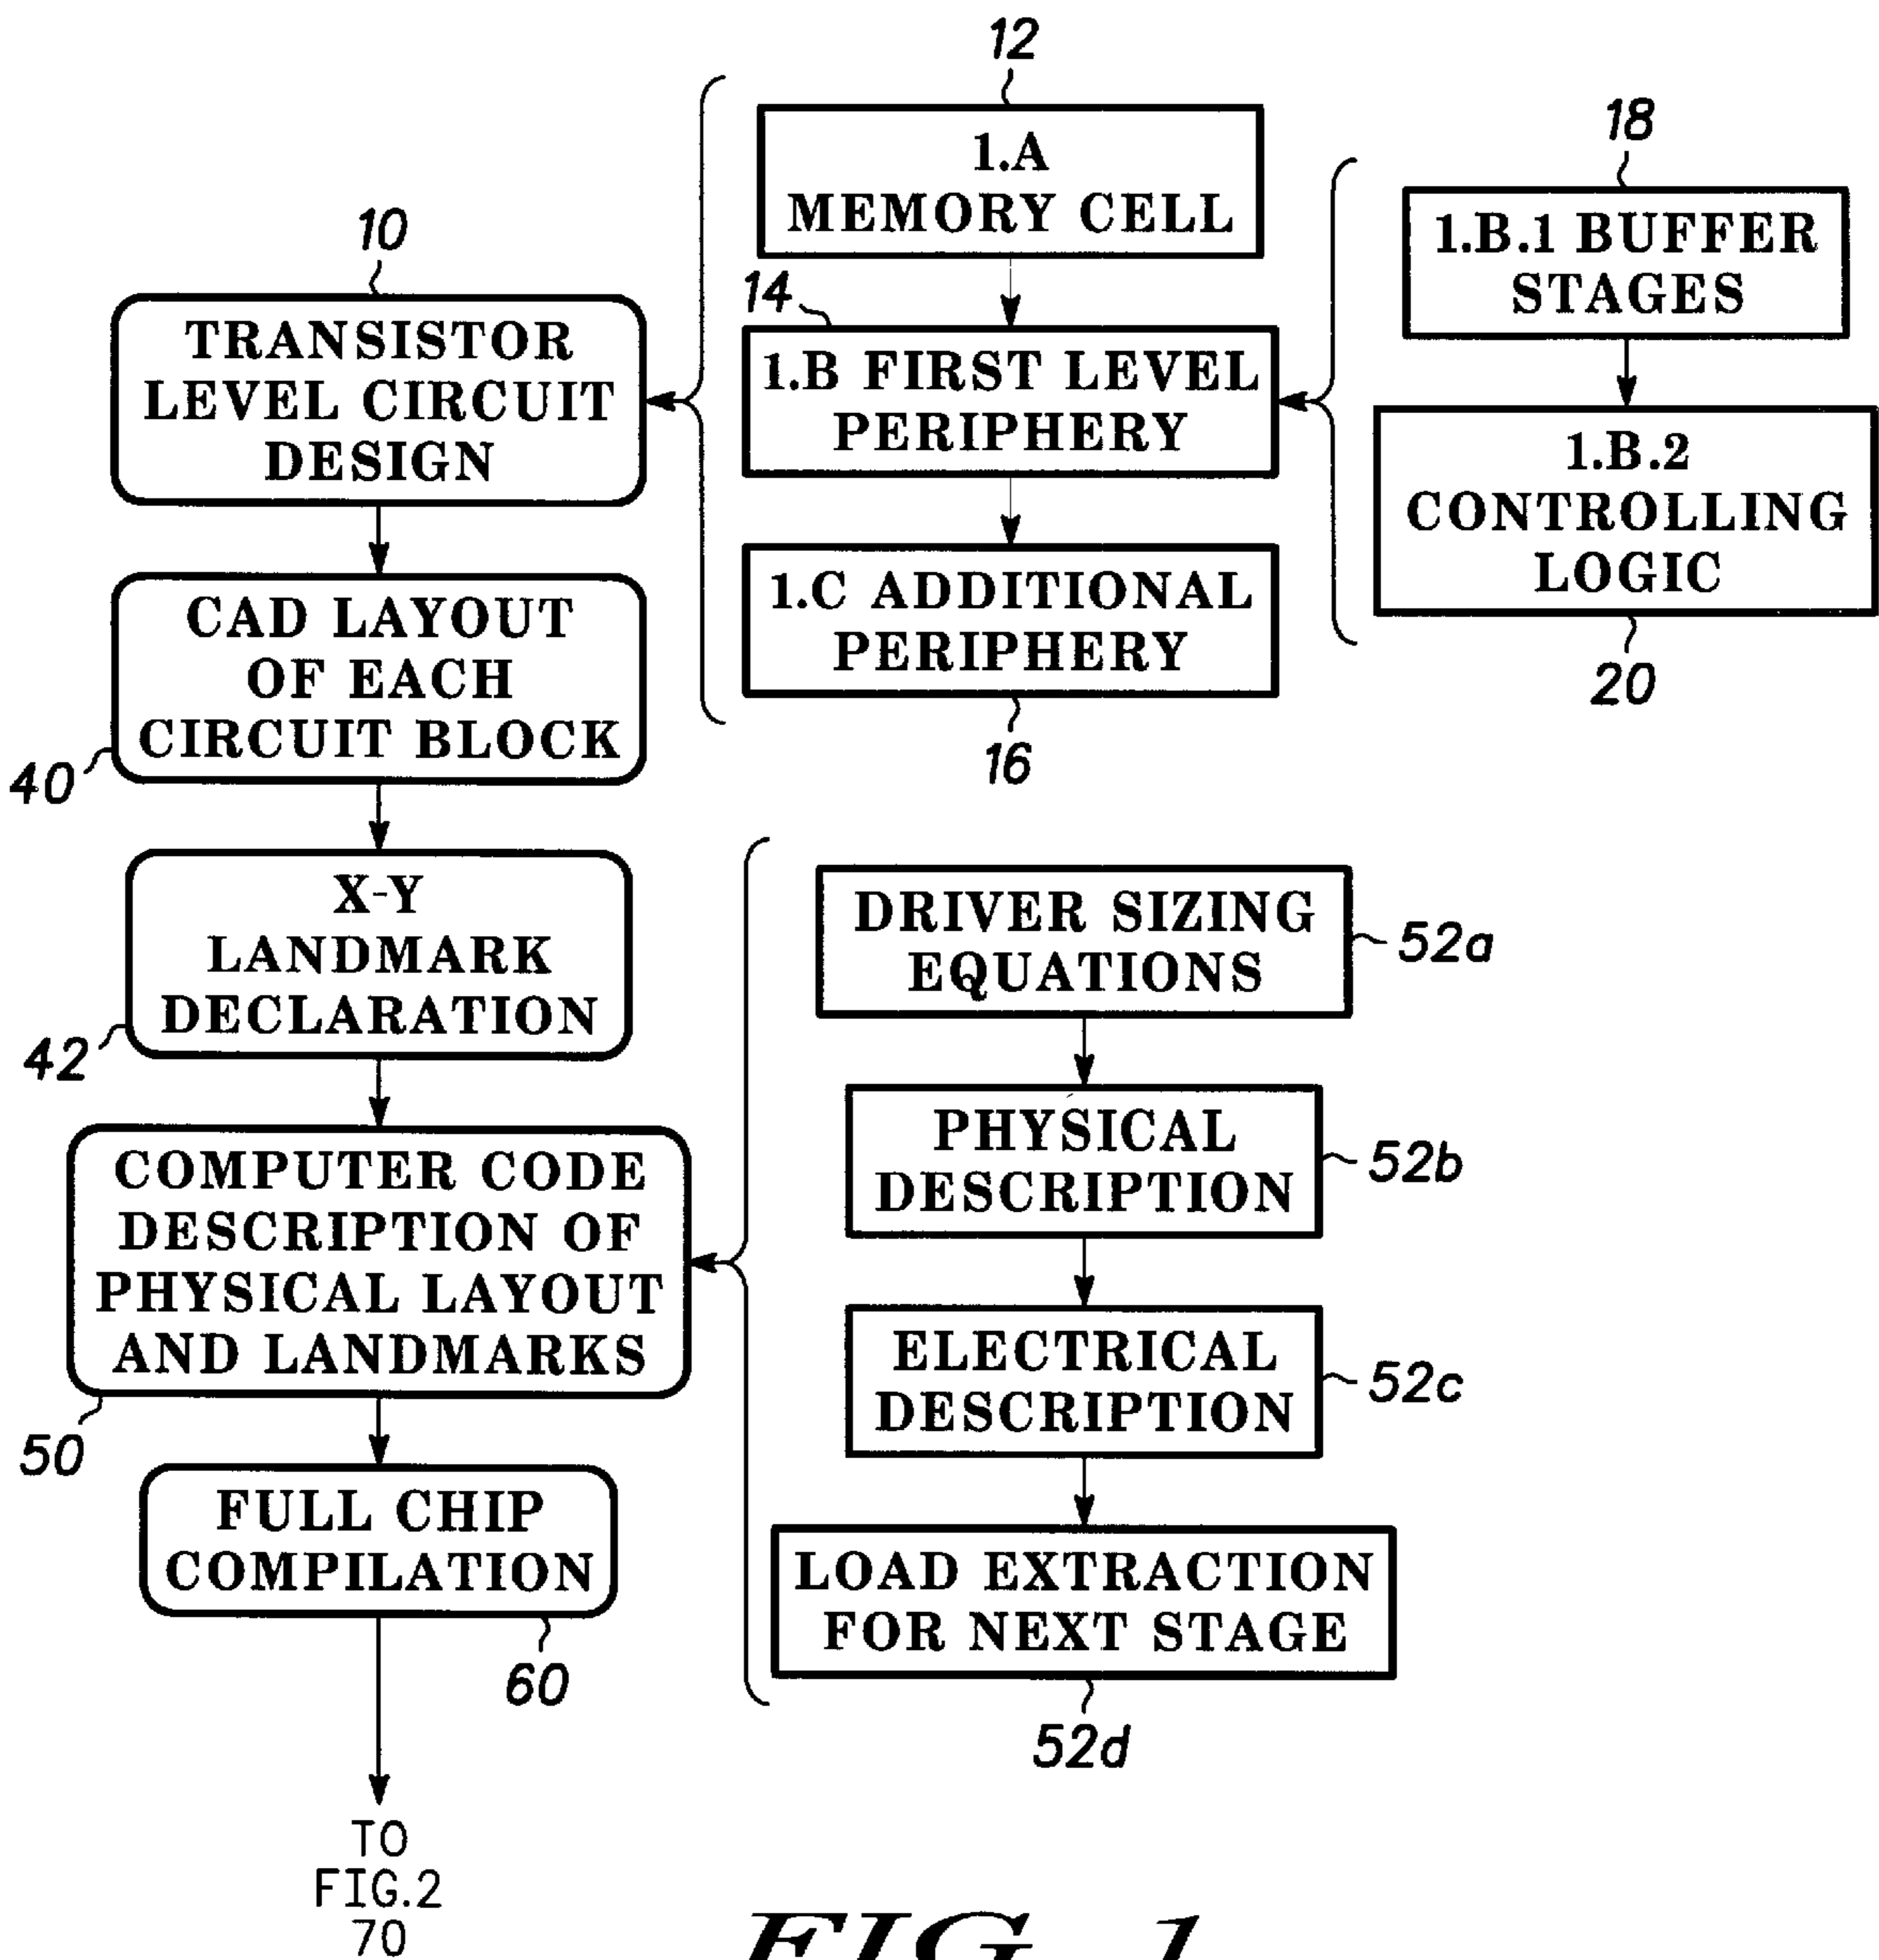 10
TRANSISTOR
LEVEL CIRCUIT
DESIGN
CAD LAYOUT
OF EACH
CIRCUIT BLOCK
40
X-Y
LANDMARK
DECLARATION
42
COMPUTER CODE
DESCRIPTION OF
PHYSICAL LAYOUT
AND LANDMARKS
50
FULL CHIP
COMPILATION
60
TO
FIG.2
70
12
1.A
MEMORY CELL
14
1.B FIRST LEVEL
PERIPHERY
1.C ADDITIONAL
PERIPHERY
16
18
1.B.1 BUFFER
STAGES
1.B.2
CONTROLLING
LOGIC
20
DRIVER SIZING
EQUATIONS
52a
PHYSICAL
DESCRIPTION
52b
ELECTRICAL
DESCRIPTION
52c
LOAD EXTRACTION
FOR NEXT STAGE
52d
FIG. 1